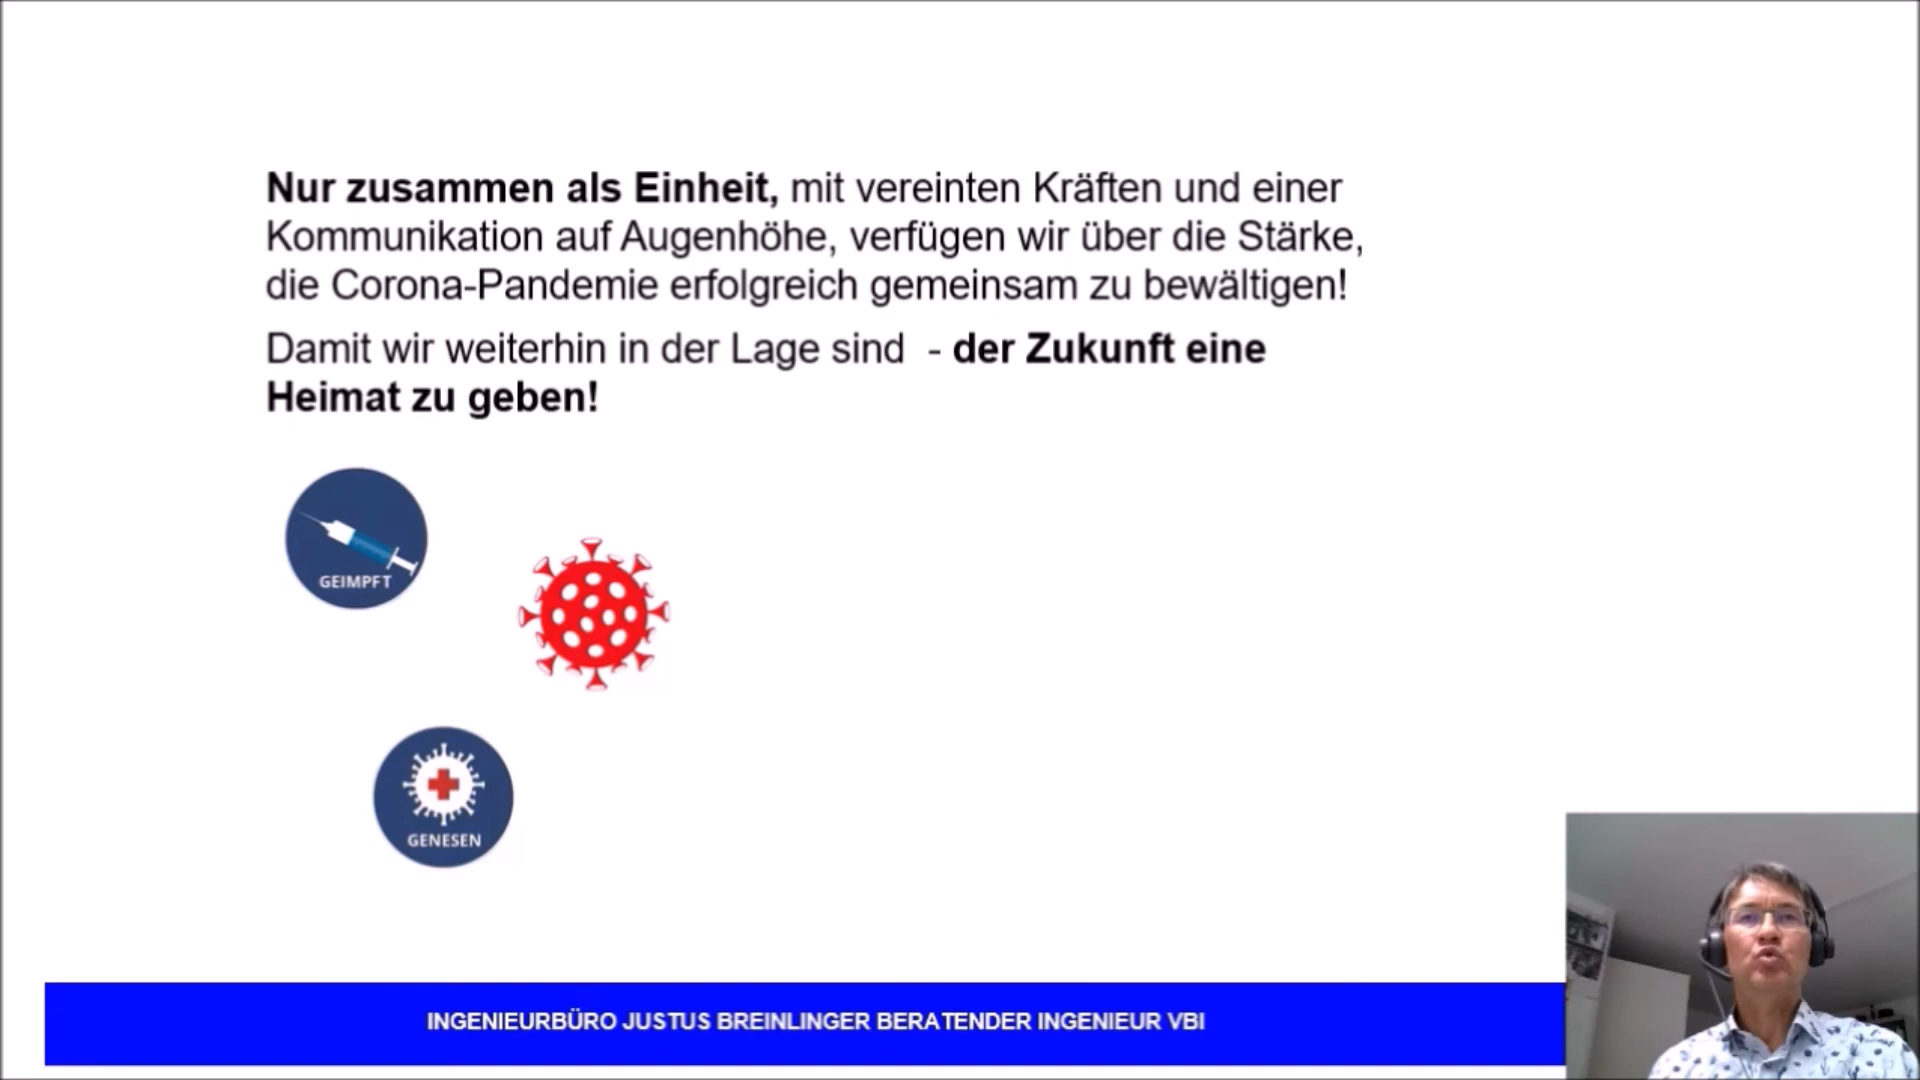 Nur zusammen als Einheit, mit vereinten Kräften und einer
Kommunikation auf Augenhöhe, verfügen wir über die Stärke,
die Corona-Pandemie erfolgreich gemeinsam zu bewältigen!
Damit wir weiterhin in der Lage sind - der Zukunft eine
Heimat zu geben!
GEIMPFT
GENESEN
INGENIEURBÜRO JUSTUS BREINLINGER BERATENDER INGENIEUR VBI